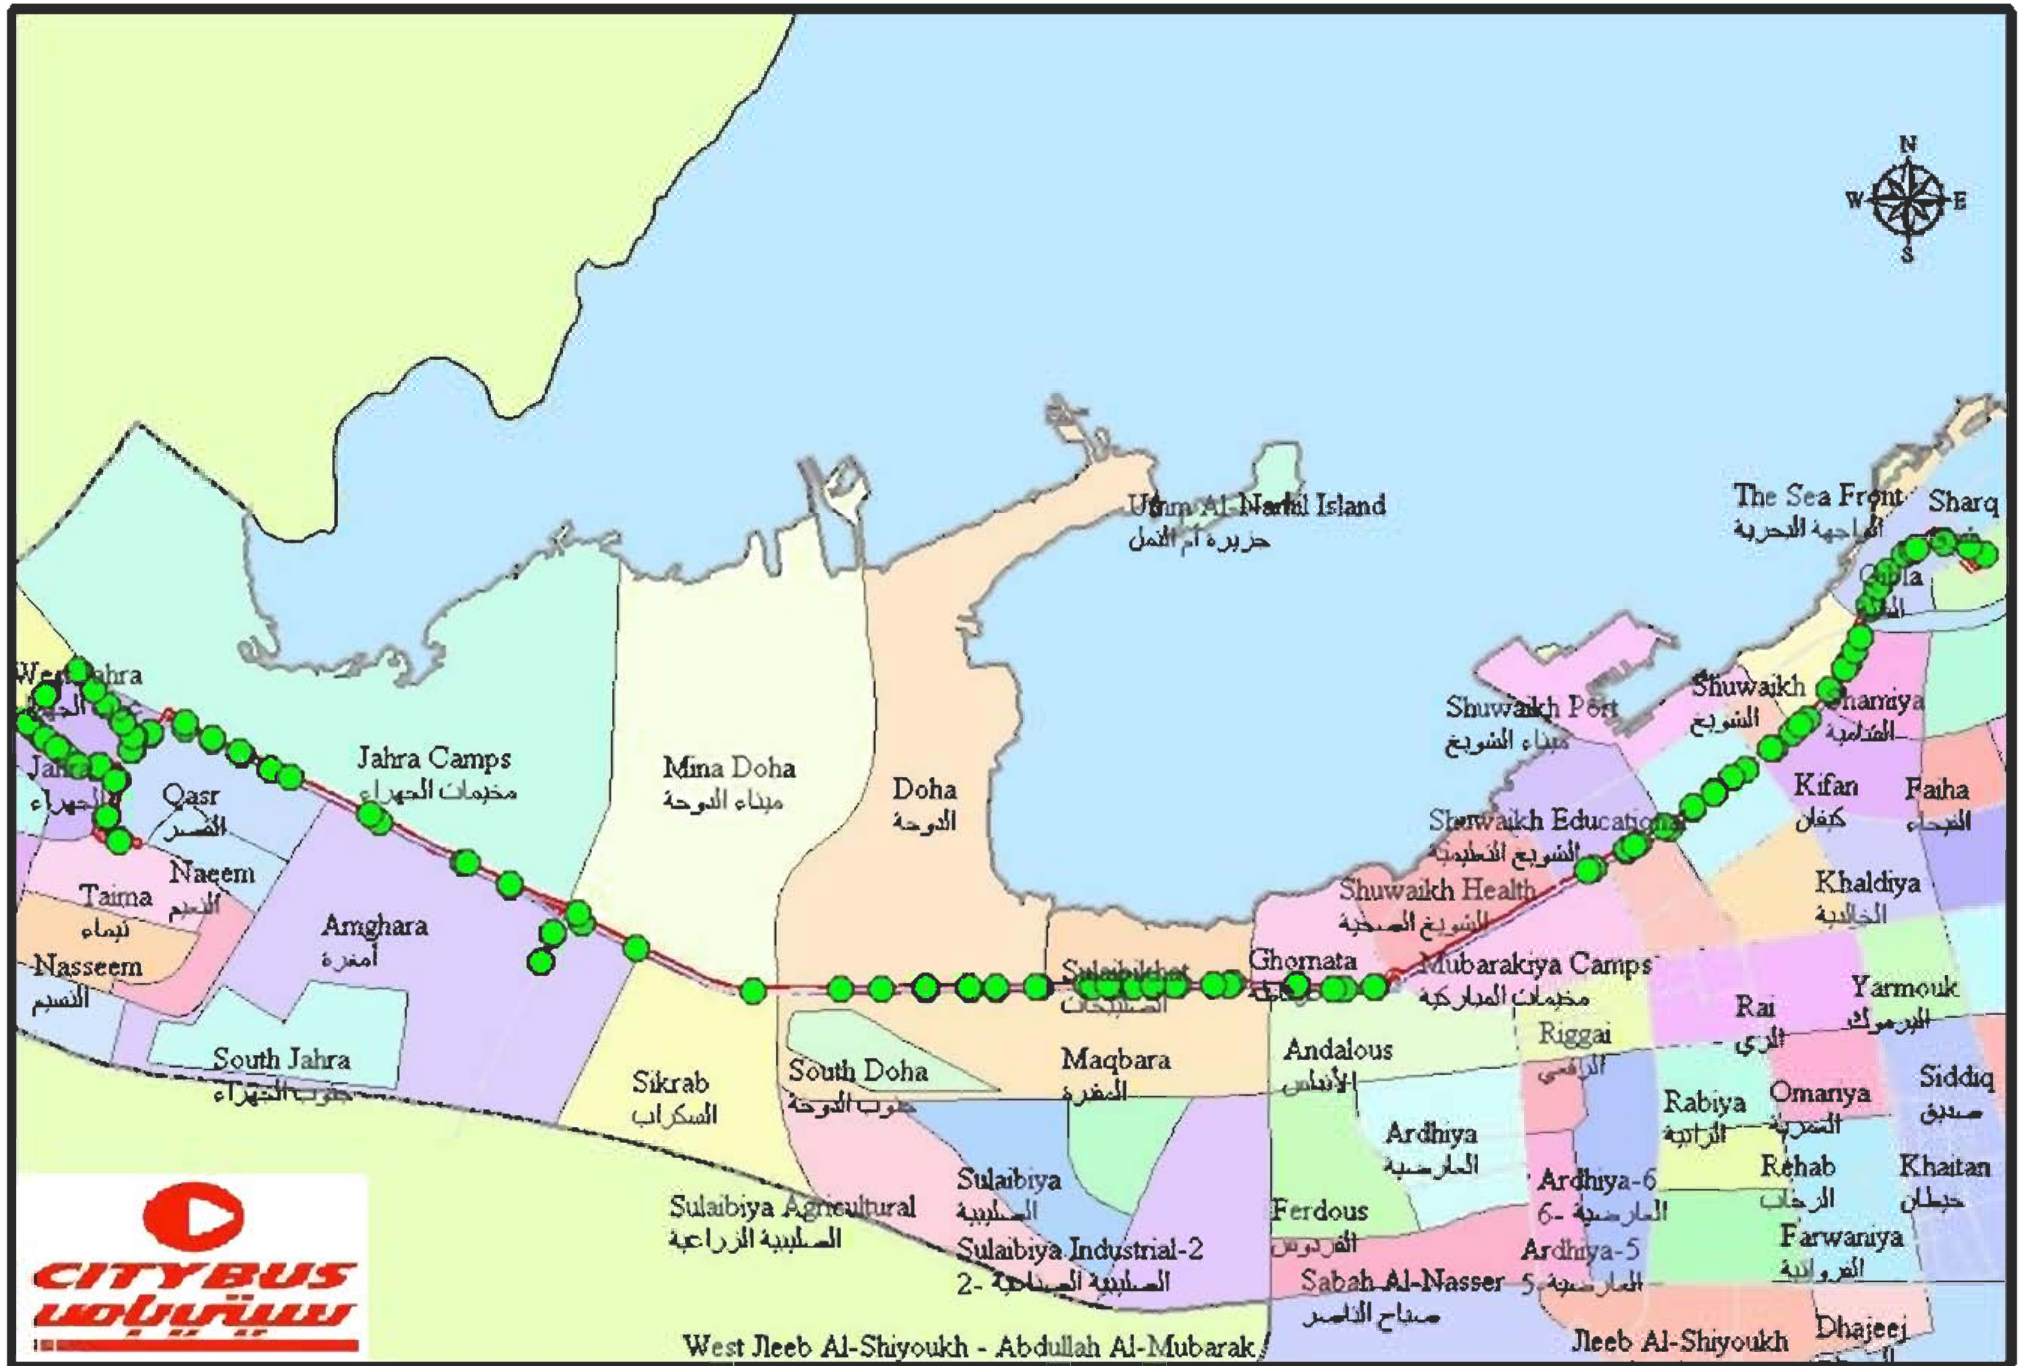 N
W E
S
Umm Al-Namil Island
جزيرة أم النمل
The Sea Front
الواجهة البحرية
Sharq
Qibla
West Jahra
Shuwaikh
الشويخ
Shamiya
الشامية
Shuwaikh Port
ميناء الشويخ
Jahra Camps
مخيمات الجهراء
Mina Doha
ميناء الدوحة
Doha
الدوحة
Jahra
الجهراء
Qasr
القصر
Kifan
كيفان
Faiha
الفيحاء
Shuwaikh Educational
الشويخ التعليمية
Naeem
النعيم
Taima
تيماء
Shuwaikh Health
الشويخ الصحية
Khaldiya
الخالدية
Amghara
أمغرة
Nasseem
النسيم
Sulaibikhat
الصليبيخات
Ghornata
Mubarakiya Camps
مخيمات المباركية
Yarmouk
اليرموك
Rai
الري
Riggai
الرقعي
South Jahra
جنوب الجهراء
Sikrab
السكراب
South Doha
جنوب الدوحة
Maqbara
المقبرة
Andalous
الأندلس
Siddiq
صديق
Rabiya
الرابية
Omariya
العمرية
Ardhiya
العارضية
Rehab
الرحاب
Khaitan
خيطان
Sulaibiya
الصليبية
Ardhiya-6
العارضية -6
Sulaibiya Agricultural
الصليبية الزراعية
Ferdous
الفردوس
Farwaniya
الفروانية
Sulaibiya Industrial-2
الصليبية الصناعية -2
Ardhiya-5
العارضية-5
Sabah Al-Nasser
صباح الناصر
West Jleeb Al-Shiyoukh - Abdullah Al-Mubarak
Jleeb Al-Shiyoukh
Dhajeej
CITYBUS
سيتي باص